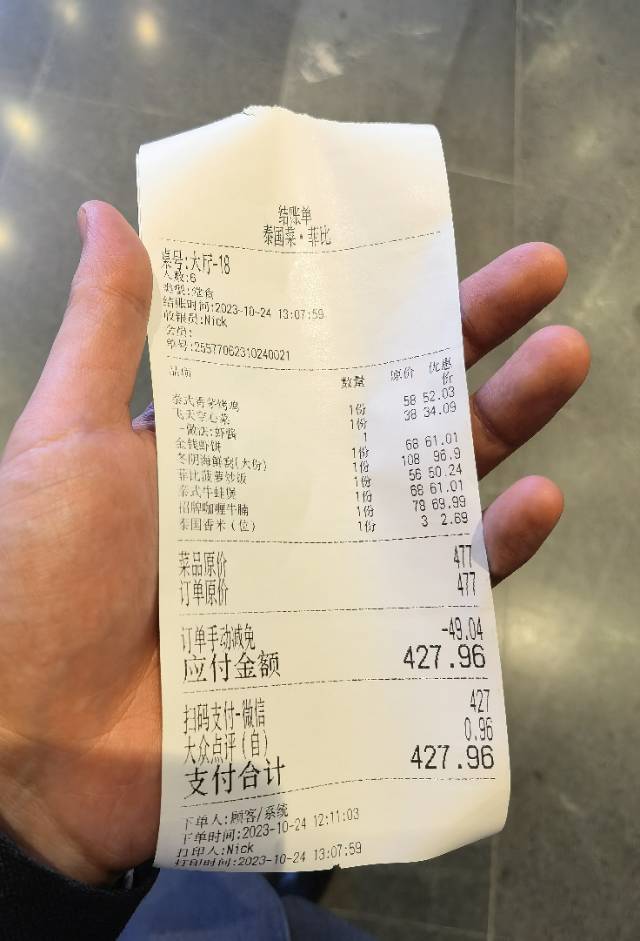 结账单
泰国菜·菲比
桌号:大厅-18
人数:6
类型:堂食
结账时间:2023-10-24 13:07:59
收银员:Nick
会员:
单号:25577062310240021
品项 数量 原价 优惠价
泰式香茅烤鸡 1份 58 52.03
飞天空心菜 1份 38 34.09
-做法:虾酱 1
金钱虾饼 1份 68 61.01
冬阴海鲜汤(大份) 1份 108 96.9
菲比菠萝炒饭 1份 56 50.24
泰式牛蛙煲 1份 68 61.01
招牌咖喱牛腩 1份 78 69.99
泰国香米(位) 1份 3 2.69
菜品原价 477
订单原价 477
订单手动减免 -49.04
应付金额 427.96
扫码支付-微信 427
大众点评(自) 0.96
支付合计 427.96
下单人:顾客/系统
下单时间:2023-10-24 12:11:03
打印人:Nick
打印时间:2023-10-24 13:07:59